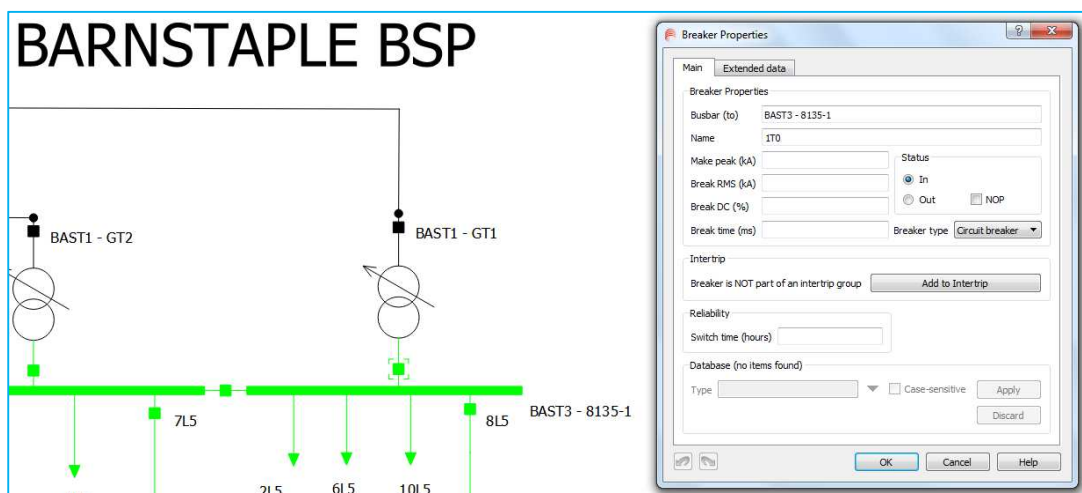 BARNSTAPLE BSP
BAST1 - GT2
BAST1 - GT1
7L5
8L5
BAST3 - 8135-1
2L5
6L5
10L5
Breaker Properties
Main
Extended data
Breaker Properties
Busbar (to)
BAST3 - 8135-1
Name
1T0
Make peak (kA)
Break RMS (kA)
Break DC (%)
Break time (ms)
Status
In
Out
NOP
Breaker type
Circuit breaker
Intertrip
Breaker is NOT part of an intertrip group
Add to Intertrip
Reliability
Switch time (hours)
Database (no items found)
Type
Case-sensitive
Apply
Discard
OK
Cancel
Help